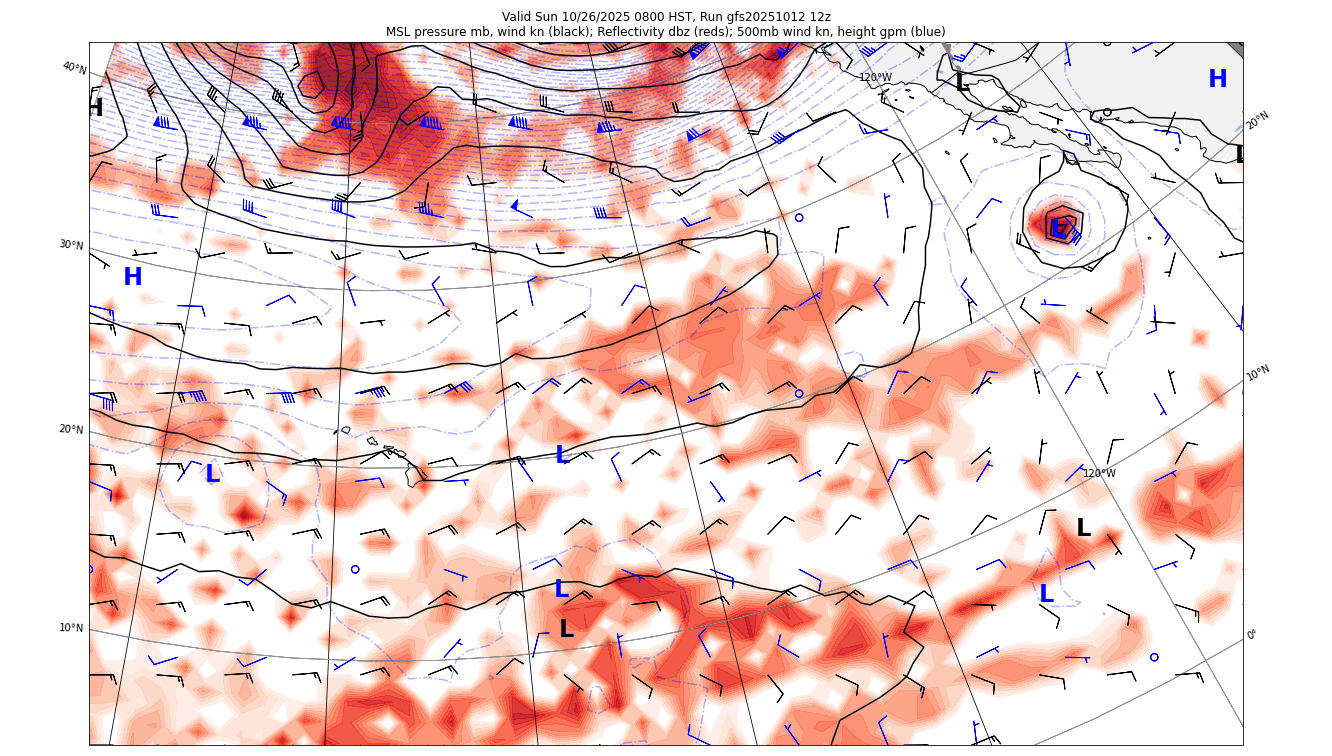 Valid Sun 10/26/2025 0800 HST, Run gfs20251012 12z
MSL pressure mb, wind kn (black); Reflectivity dbz (reds); 500mb wind kn, height gpm (blue)
40°N
120°W
L
H
H
20°N
L
L
30°N
H
10°N
20°N
L
L
120°W
L
L
L
L
10°N
0°